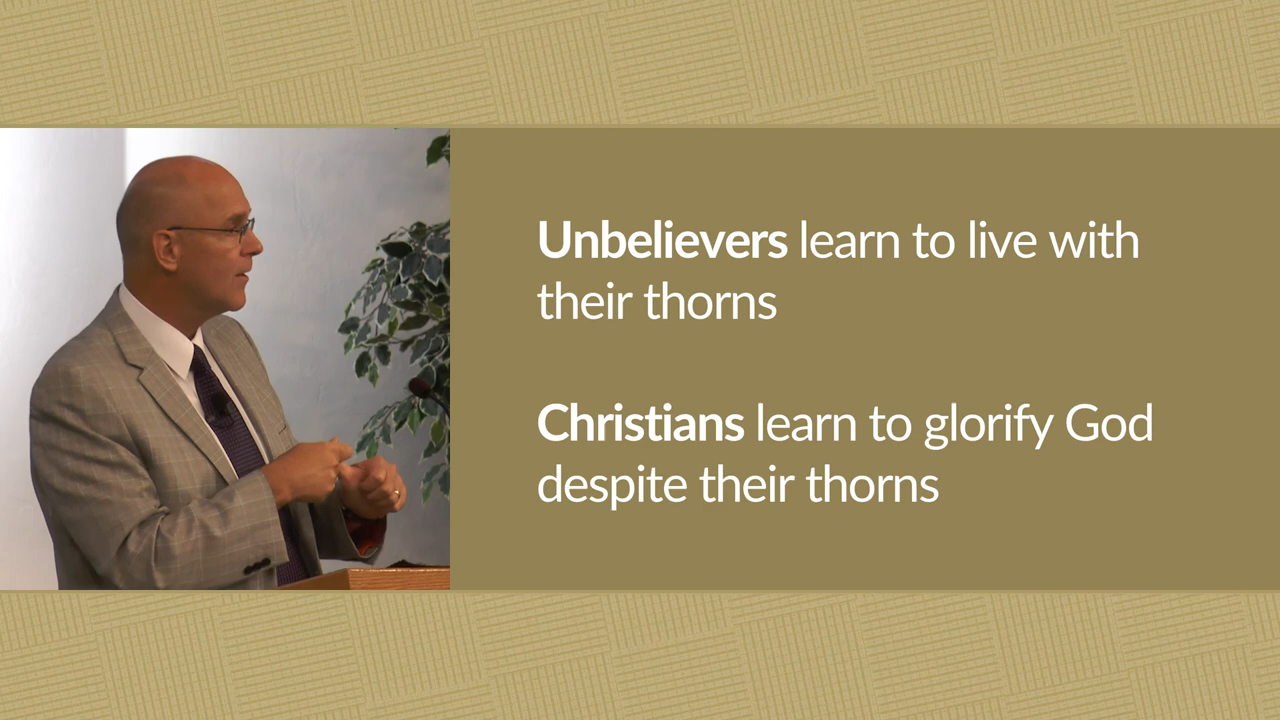 Unbelievers learn to live with
their thorns
Christians learn to glorify God
despite their thorns